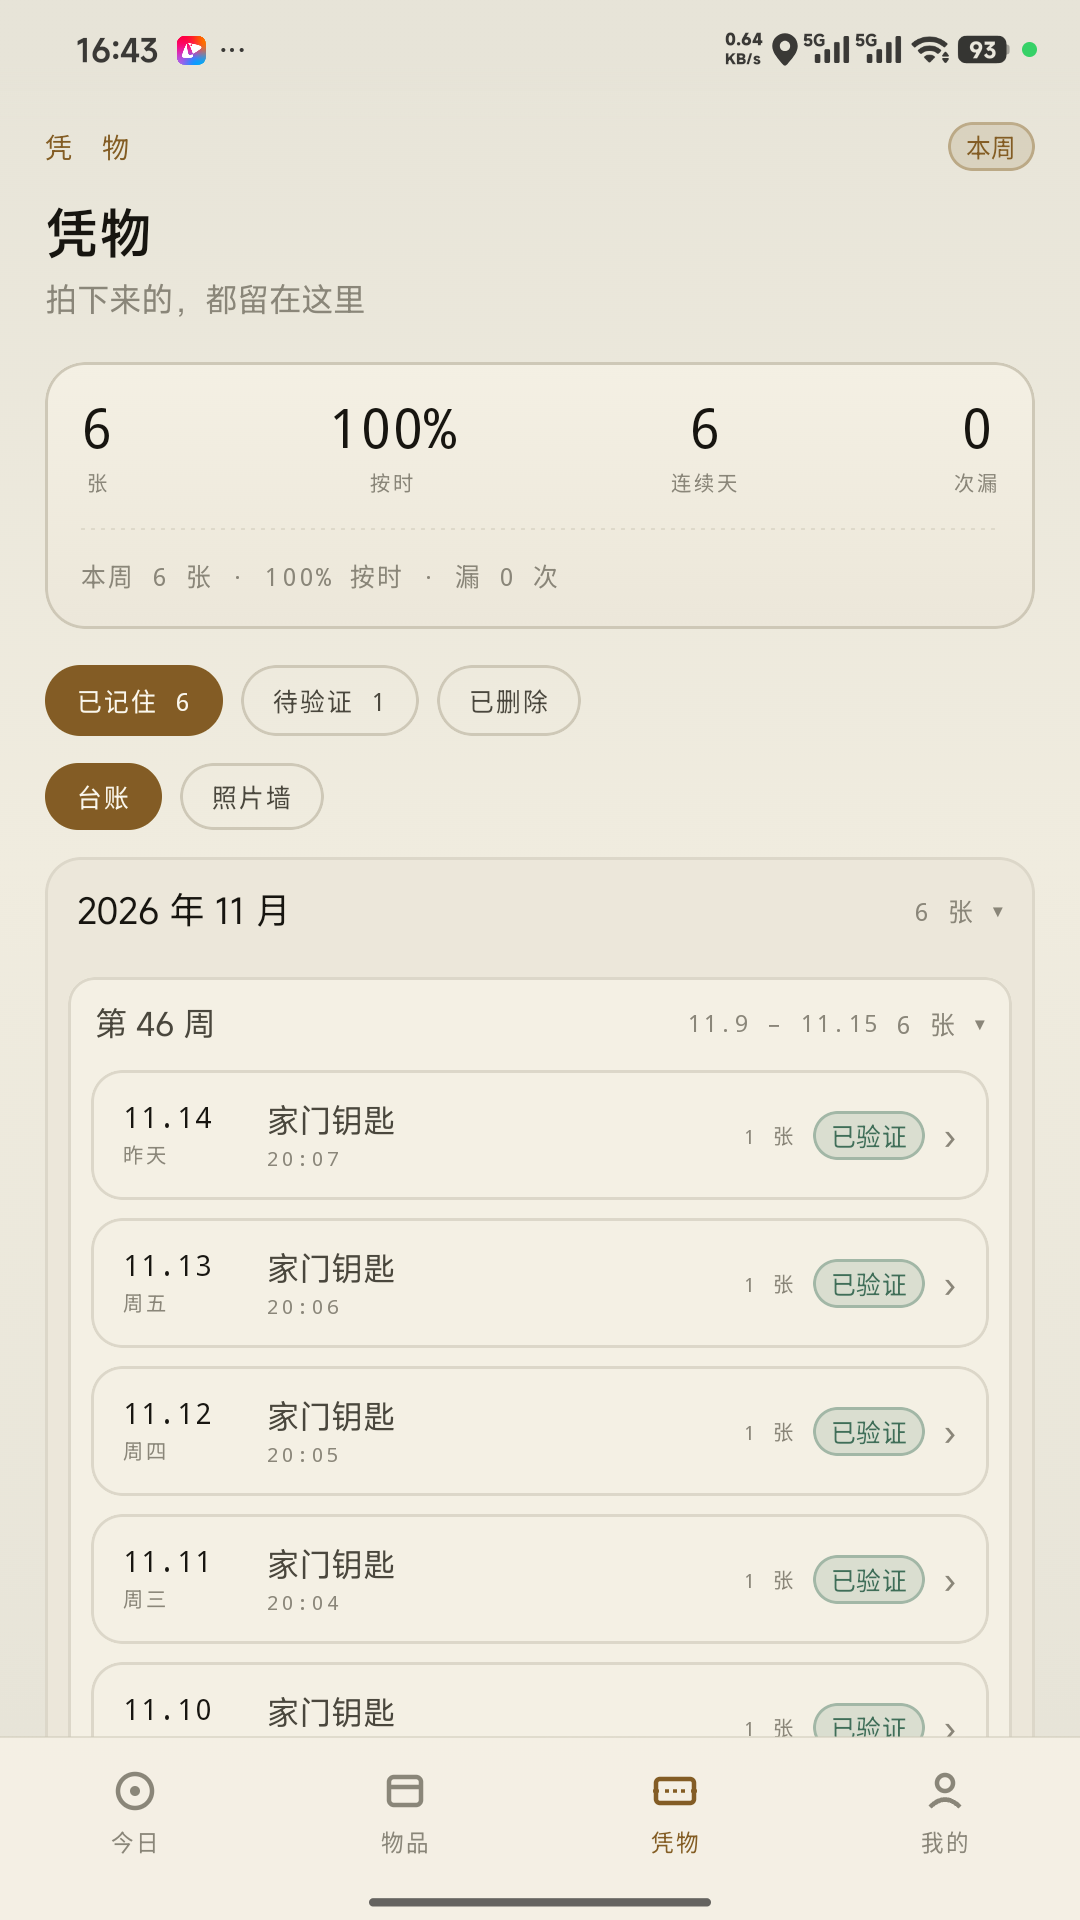 16:43 ··· 0.64 KB/s 5G 5G 93
凭 物 本周
凭物
拍下来的，都留在这里
6 100% 6 0
张 按时 连续天 次漏
本周 6 张 · 100% 按时 · 漏 0 次
已记住 6 待验证 1 已删除
台账 照片墙
2026 年 11 月 6 张 ▾
第 46 周 11.9 – 11.15 6 张 ▾
11.14 家门钥匙 1 张 已验证 ›
昨天 20:07
11.13 家门钥匙 1 张 已验证 ›
周五 20:06
11.12 家门钥匙 1 张 已验证 ›
周四 20:05
11.11 家门钥匙 1 张 已验证 ›
周三 20:04
11.10 家门钥匙 1 张 已验证 ›
今日 物品 凭物 我的